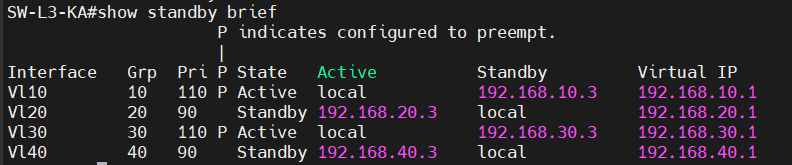 SW-L3-KA#show standby brief
                     P indicates configured to preempt.
                     |
Interface   Grp  Pri P State   Active          Standby         Virtual IP
Vl10        10   110 P Active  local           192.168.10.3    192.168.10.1
Vl20        20   90    Standby 192.168.20.3    local           192.168.20.1
Vl30        30   110 P Active  local           192.168.30.3    192.168.30.1
Vl40        40   90    Standby 192.168.40.3    local           192.168.40.1